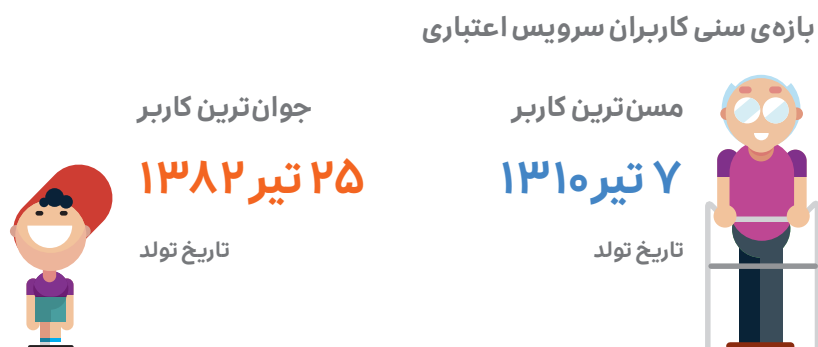 بازه‌ی سنی کاربران سرویس اعتباری
مسن‌ترین کاربر
۷ تیر ۱۳۱۰
تاریخ تولد
جوان‌ترین کاربر
۲۵ تیر ۱۳۸۲
تاریخ تولد